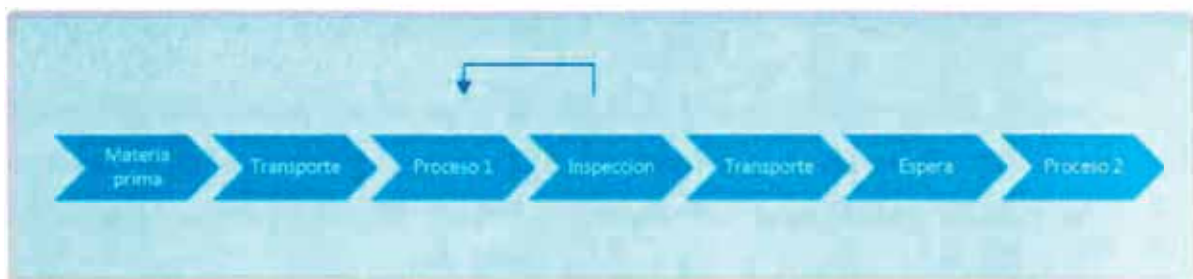 Materia
prima
Transporte
Proceso 1
Inspeccion
Transporte
Espera
Proceso 2